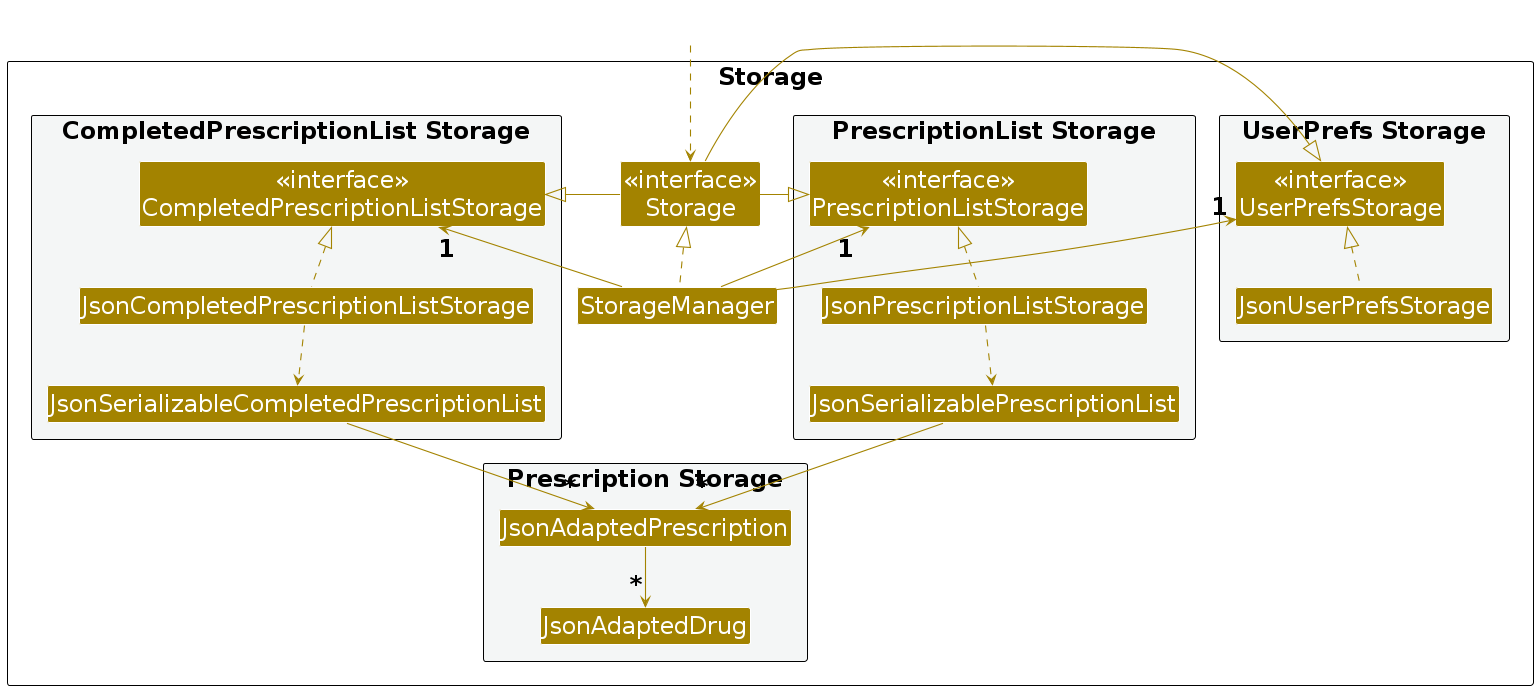 Storage
CompletedPrescriptionList Storage
«interface»
CompletedPrescriptionListStorage
JsonCompletedPrescriptionListStorage
JsonSerializableCompletedPrescriptionList
«interface»
Storage
StorageManager
1
PrescriptionList Storage
«interface»
PrescriptionListStorage
1
JsonPrescriptionListStorage
JsonSerializablePrescriptionList
UserPrefs Storage
«interface»
UserPrefsStorage
1
JsonUserPrefsStorage
Prescription Storage
*
*
JsonAdaptedPrescription
*
JsonAdaptedDrug